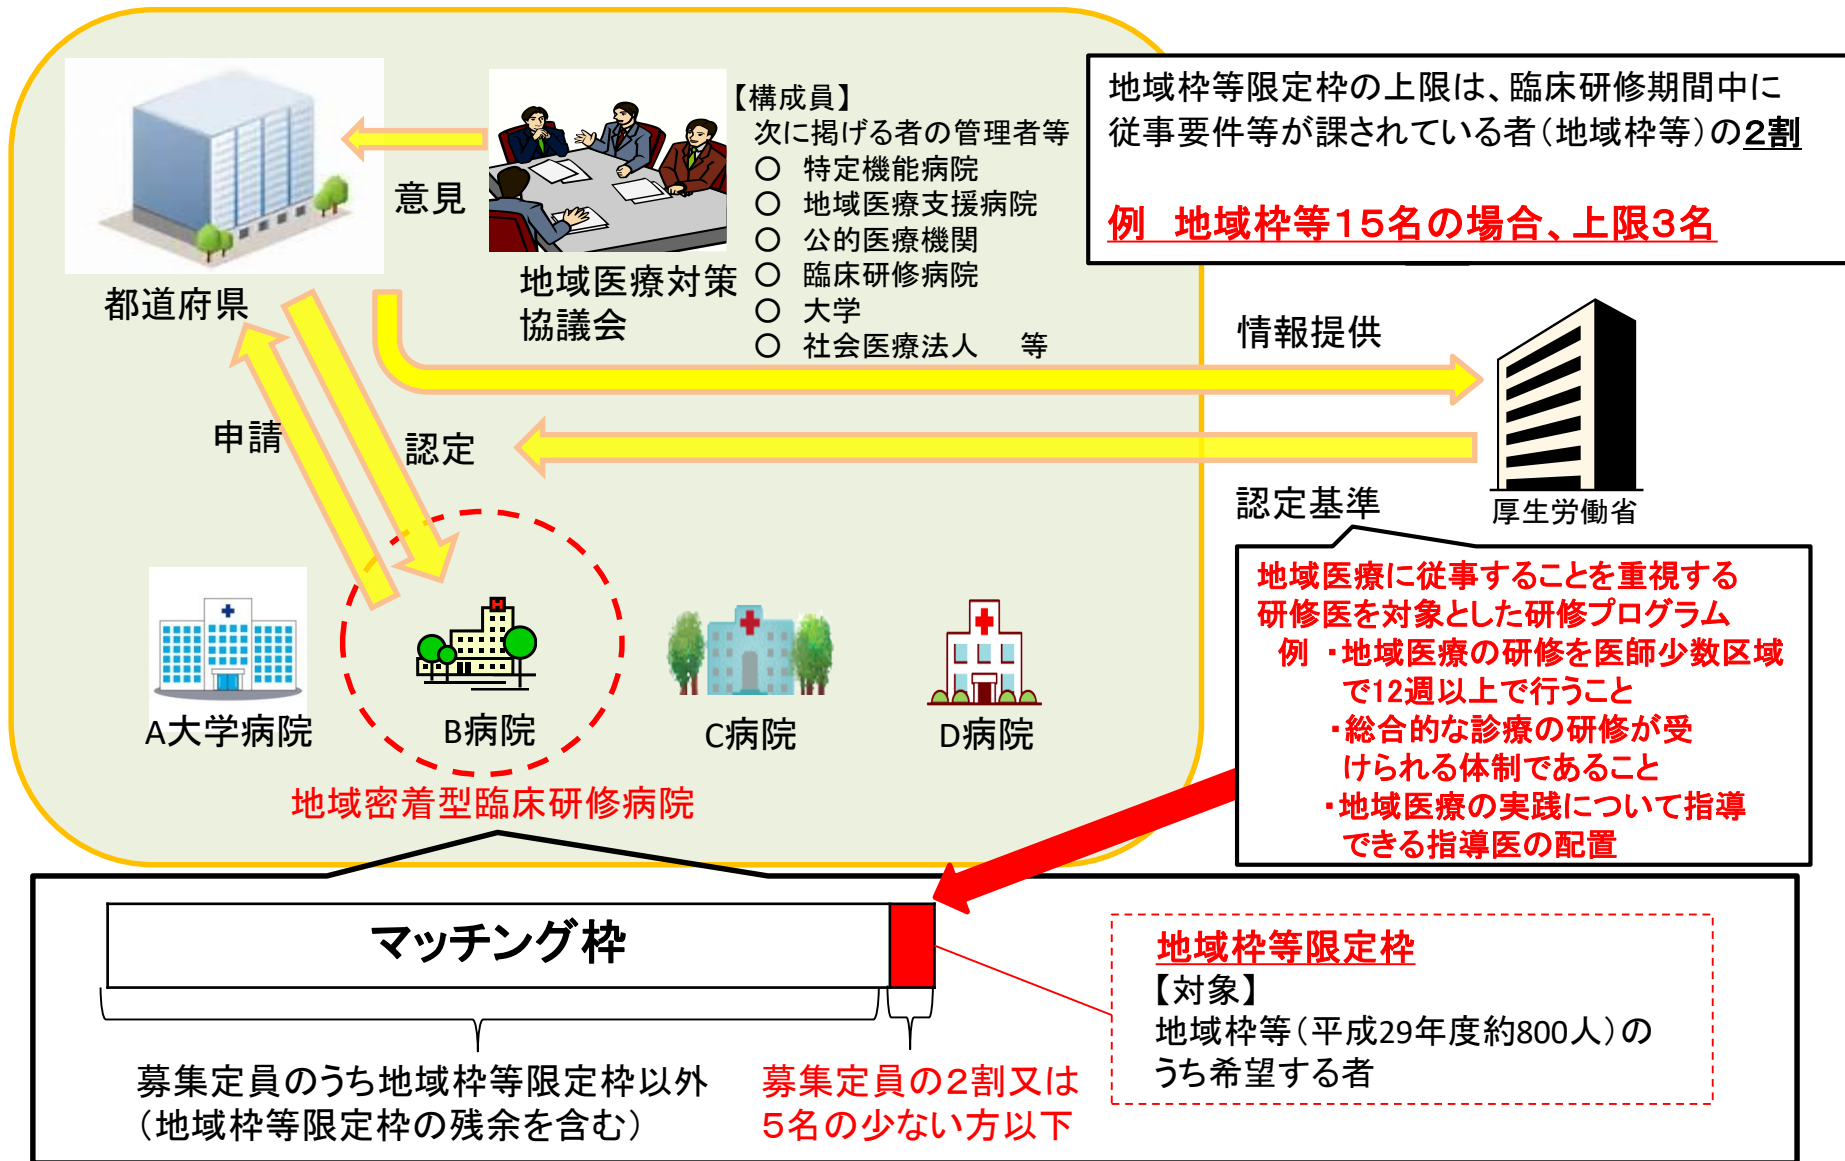 地域枠等限定枠の上限は、臨床研修期間中に
従事要件等が課されている者（地域枠等）の２割
例　地域枠等１５名の場合、上限３名
【構成員】
次に掲げる者の管理者等
○　特定機能病院
○　地域医療支援病院
○　公的医療機関
○　臨床研修病院
○　大学
○　社会医療法人　等
意見
都道府県
地域医療対策
協議会
情報提供
申請
認定
認定基準
厚生労働省
地域医療に従事することを重視する
研修医を対象とした研修プログラム
例　・地域医療の研修を医師少数区域
で12週以上で行うこと
・総合的な診療の研修が受
けられる体制であること
・地域医療の実践について指導
できる指導医の配置
A大学病院
B病院
C病院
D病院
地域密着型臨床研修病院
マッチング枠
募集定員のうち地域枠等限定枠以外
（地域枠等限定枠の残余を含む）
募集定員の２割又は
５名の少ない方以下
地域枠等限定枠
【対象】
地域枠等（平成29年度約800人）の
うち希望する者